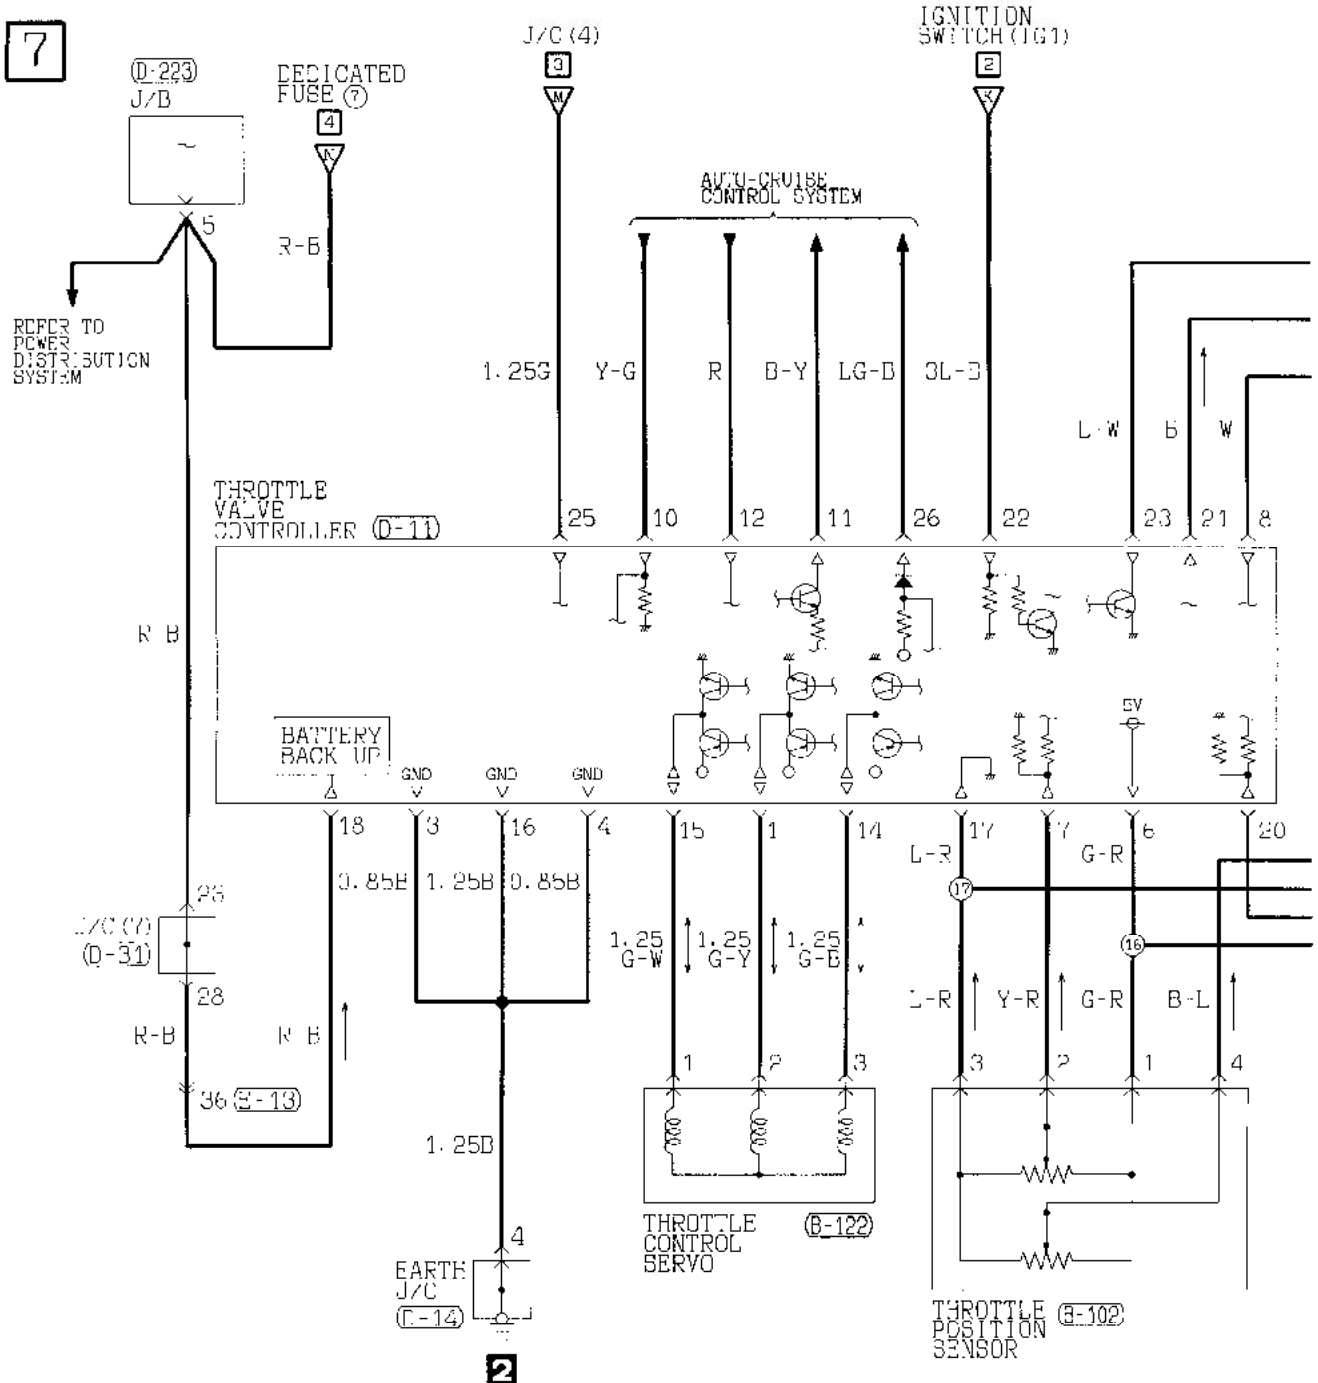 7
J/C (4)
3
M
IGNITION
SWITCH (IG1)
2
K
(D-223)
J/B
DEDICATED
FUSE 7
4
N
5
R-B
REFER TO
POWER
DISTRIBUTION
SYSTEM
AUTO-CRUISE
CONTROL SYSTEM
1.25G
Y-G
R
B-Y
LG-B
3L-B
L-W
B
W
THROTTLE
VALVE
CONTROLLER (D-11)
25
10
12
11
26
22
23
21
8
R B
BATTERY
BACK UP
GND
GND
GND
5V
18
3
16
4
15
1
14
17
7
6
20
0.85B
1.25B
0.85B
L-R
G-R
17
16
23
J/C (7)
(D-31)
28
R-B
R B
36 (E-13)
1.25
G-W
1.25
G-Y
1.25
G-B
L-R
Y-R
G-R
B-L
1
2
3
3
2
1
4
1.25B
4
EARTH
J/C
(D-14)
2
THROTTLE
CONTROL
SERVO
(B-122)
THROTTLE
POSITION
SENSOR
(B-102)